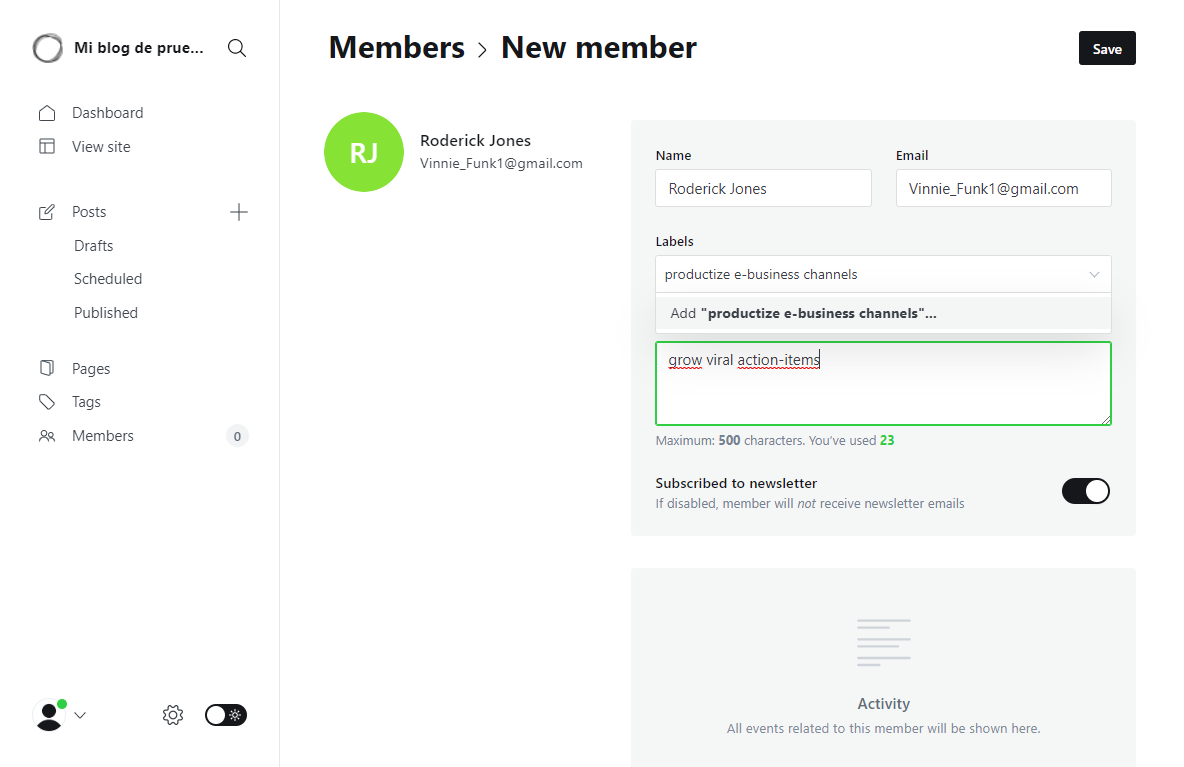 Mi blog de prue...
Dashboard
View site
Posts
Drafts
Scheduled
Published
Pages
Tags
Members
0
Members > New member
Save
RJ
Roderick Jones
Vinnie_Funk1@gmail.com
Name
Roderick Jones
Email
Vinnie_Funk1@gmail.com
Labels
productize e-business channels
Add "productize e-business channels"...
grow viral action-items
Maximum: 500 characters. You've used 23
Subscribed to newsletter
If disabled, member will not receive newsletter emails
Activity
All events related to this member will be shown here.